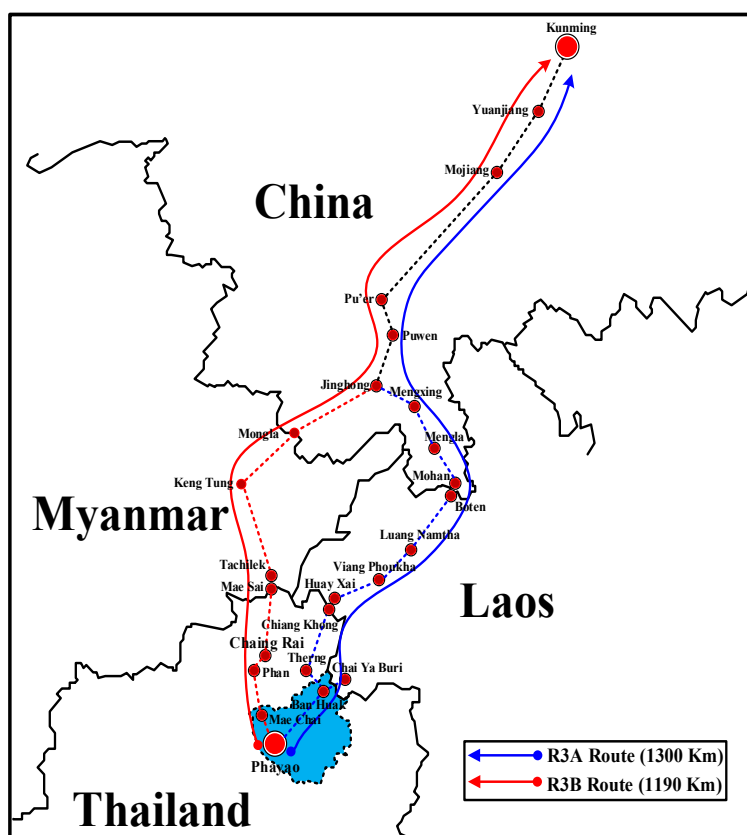 Kunming
Yuanjiang
Mojiang
China
Pu'er
Puwen
Jinghong
Mengxing
Mongla
Mengla
Mohan
Keng Tung
Boten
Myanmar
Luang Namtha
Tachilek
Viang Phoukha
Mae Sai
Huay Xai
Laos
Chiang Khong
Chaing Rai
Therng
Chai Ya Buri
Phan
Ban Huak
Mae Chai
Phayao
R3A Route (1300 Km)
R3B Route (1190 Km)
Thailand